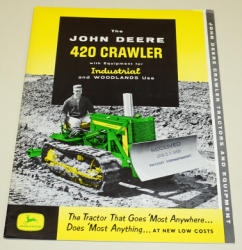 The
JOHN DEERE
420 CRAWLER
with Equipment for
Industrial
and WOODLANDS Use
JOHN DEERE CRAWLER TRACTORS AND EQUIPMENT
RECEIVED
The Tractor That Goes 'Most Anywhere...
Does 'Most Anything... AT NEW LOW COSTS